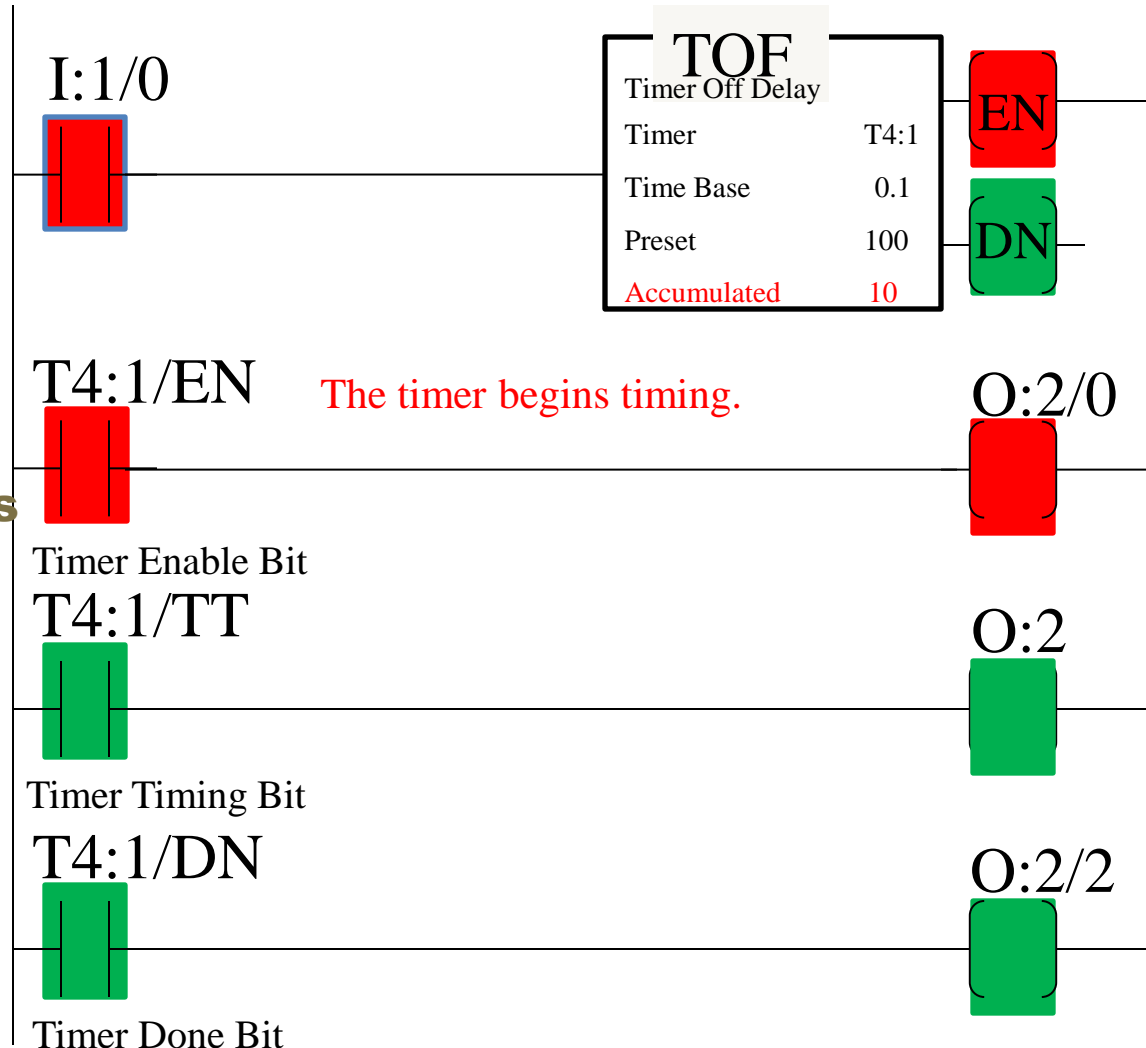 I:1/0
TOF
Timer Off Delay
Timer T4:1
Time Base 0.1
Preset 100
Accumulated 10
EN
DN
T4:1/EN
The timer begins timing.
O:2/0
s
Timer Enable Bit
T4:1/TT
O:2
Timer Timing Bit
T4:1/DN
O:2/2
Timer Done Bit